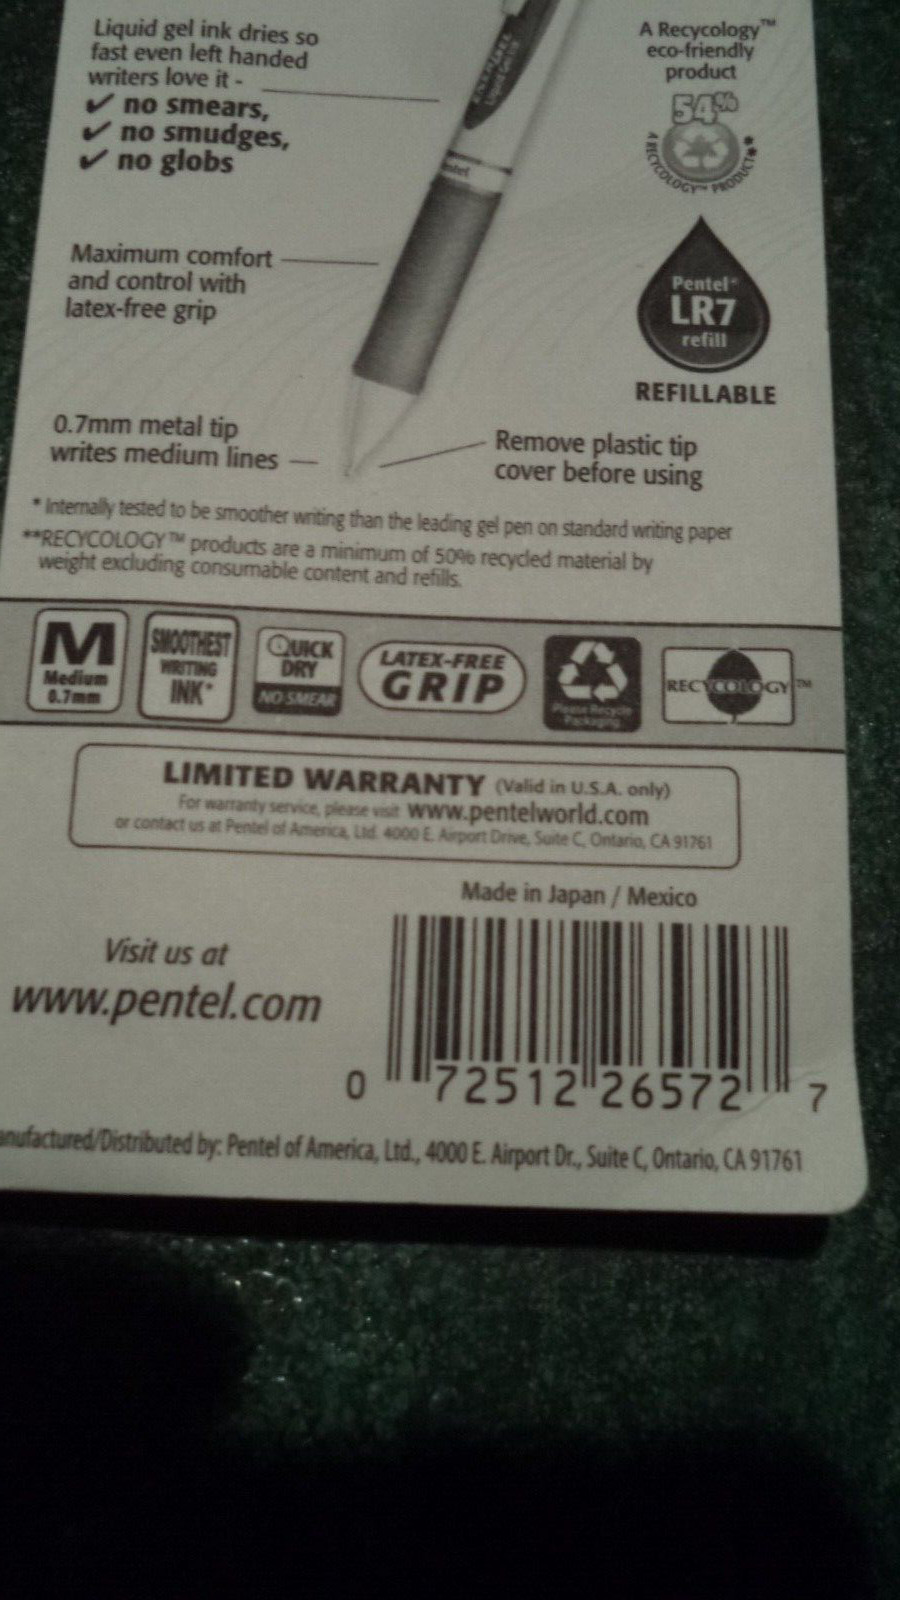 Liquid gel ink dries so
fast even left handed
writers love it -
✔ no smears,
✔ no smudges,
✔ no globs
A Recycology™
eco-friendly
product
54%
A RECYCOLOGY™ PRODUCT**
Maximum comfort
and control with
latex-free grip
Pentel®
LR7
refill
REFILLABLE
0.7mm metal tip
writes medium lines
Remove plastic tip
cover before using
* Internally tested to be smoother writing than the leading gel pen on standard writing paper
**RECYCOLOGY™ products are a minimum of 50% recycled material by
weight excluding consumable content and refills.
M
Medium
0.7mm
SMOOTHEST
WRITING
INK*
QUICK
DRY
NO SMEAR
LATEX-FREE
GRIP
Please Recycle
Packaging
RECYCOLOGY™
LIMITED WARRANTY (Valid in U.S.A. only)
For warranty service, please visit www.pentelworld.com
or contact us at Pentel of America, Ltd. 4000 E. Airport Drive, Suite C, Ontario, CA 91761
Made in Japan / Mexico
Visit us at
www.pentel.com
0 72512 26572 7
anufactured/Distributed by: Pentel of America, Ltd., 4000 E. Airport Dr., Suite C, Ontario, CA 91761